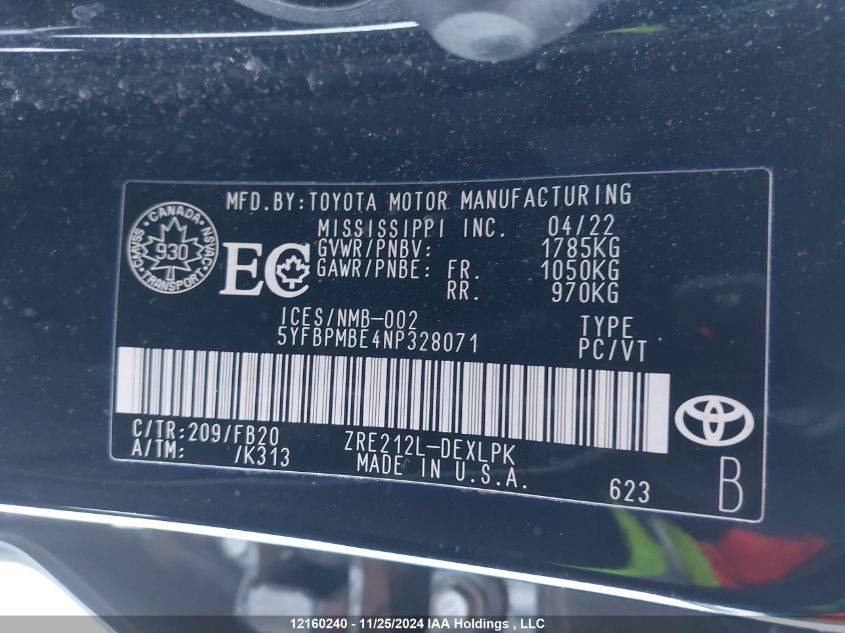 MFD.BY:TOYOTA MOTOR MANUFACTURING
MISSISSIPPI INC. 04/22
GVWR/PNBV: 1785KG
GAWR/PNBE: FR. 1050KG
RR. 970KG
CANADA
CMVSS
NSVAC
930
TRANSPORT
EC
ICES/NMB-002
5YFBPMBE4NP328071
TYPE
PC/VT
C/TR:209/FB20
ZRE212L-DEXLPK
A/TM: /K313
MADE IN U.S.A.
623
B
12160240 - 11/25/2024 IAA Holdings, LLC